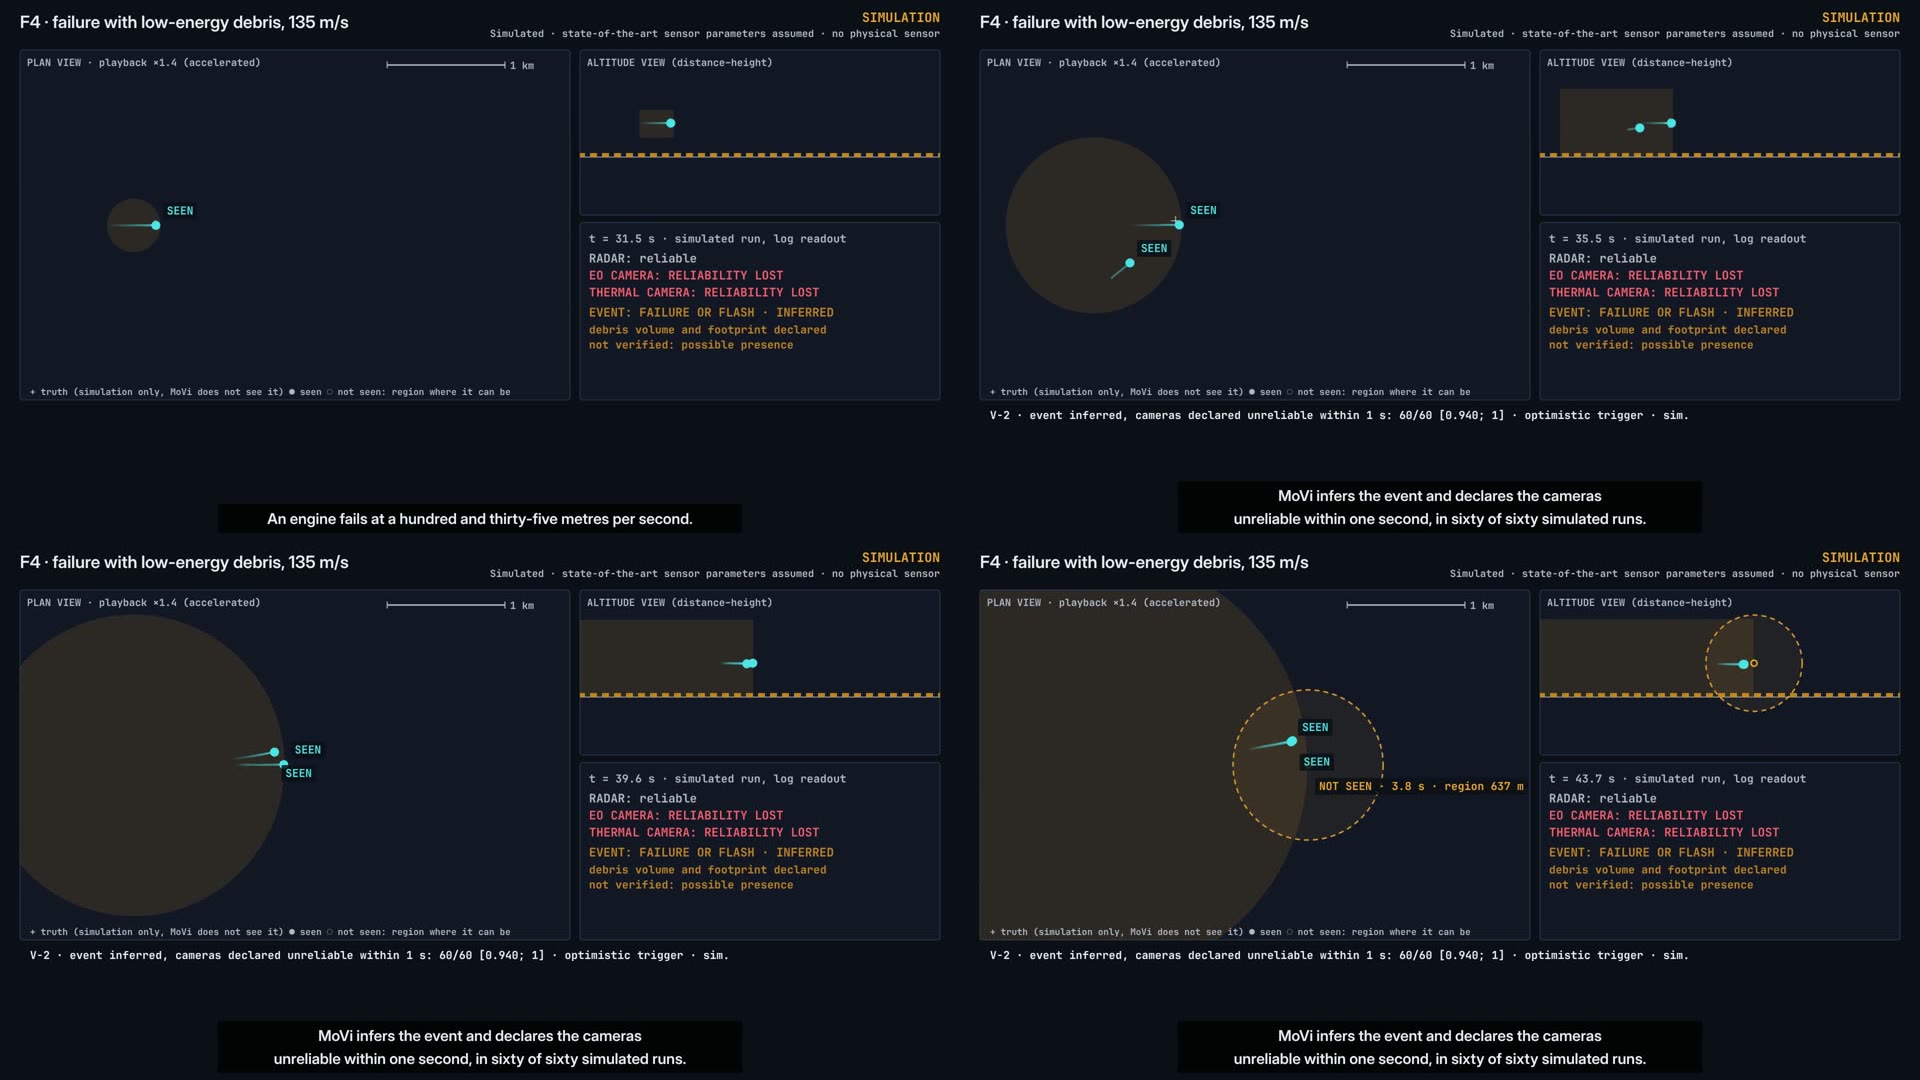 F4 · failure with low-energy debris, 135 m/s
SIMULATION
Simulated · state-of-the-art sensor parameters assumed · no physical sensor
PLAN VIEW · playback ×1.4 (accelerated)
1 km
SEEN
+ truth (simulation only, MoVi does not see it) ● seen ○ not seen: region where it can be
ALTITUDE VIEW (distance-height)
t = 31.5 s · simulated run, log readout
RADAR: reliable
EO CAMERA: RELIABILITY LOST
THERMAL CAMERA: RELIABILITY LOST
EVENT: FAILURE OR FLASH · INFERRED
debris volume and footprint declared
not verified: possible presence
An engine fails at a hundred and thirty-five metres per second.
F4 · failure with low-energy debris, 135 m/s
SIMULATION
Simulated · state-of-the-art sensor parameters assumed · no physical sensor
PLAN VIEW · playback ×1.4 (accelerated)
1 km
SEEN
SEEN
+ truth (simulation only, MoVi does not see it) ● seen ○ not seen: region where it can be
ALTITUDE VIEW (distance-height)
t = 35.5 s · simulated run, log readout
RADAR: reliable
EO CAMERA: RELIABILITY LOST
THERMAL CAMERA: RELIABILITY LOST
EVENT: FAILURE OR FLASH · INFERRED
debris volume and footprint declared
not verified: possible presence
V-2 · event inferred, cameras declared unreliable within 1 s: 60/60 [0.940; 1] · optimistic trigger · sim.
MoVi infers the event and declares the cameras
unreliable within one second, in sixty of sixty simulated runs.
F4 · failure with low-energy debris, 135 m/s
SIMULATION
Simulated · state-of-the-art sensor parameters assumed · no physical sensor
PLAN VIEW · playback ×1.4 (accelerated)
1 km
SEEN
SEEN
+ truth (simulation only, MoVi does not see it) ● seen ○ not seen: region where it can be
ALTITUDE VIEW (distance-height)
t = 39.6 s · simulated run, log readout
RADAR: reliable
EO CAMERA: RELIABILITY LOST
THERMAL CAMERA: RELIABILITY LOST
EVENT: FAILURE OR FLASH · INFERRED
debris volume and footprint declared
not verified: possible presence
V-2 · event inferred, cameras declared unreliable within 1 s: 60/60 [0.940; 1] · optimistic trigger · sim.
MoVi infers the event and declares the cameras
unreliable within one second, in sixty of sixty simulated runs.
F4 · failure with low-energy debris, 135 m/s
SIMULATION
Simulated · state-of-the-art sensor parameters assumed · no physical sensor
PLAN VIEW · playback ×1.4 (accelerated)
1 km
SEEN
SEEN
NOT SEEN · 3.8 s · region 637 m
+ truth (simulation only, MoVi does not see it) ● seen ○ not seen: region where it can be
ALTITUDE VIEW (distance-height)
t = 43.7 s · simulated run, log readout
RADAR: reliable
EO CAMERA: RELIABILITY LOST
THERMAL CAMERA: RELIABILITY LOST
EVENT: FAILURE OR FLASH · INFERRED
debris volume and footprint declared
not verified: possible presence
V-2 · event inferred, cameras declared unreliable within 1 s: 60/60 [0.940; 1] · optimistic trigger · sim.
MoVi infers the event and declares the cameras
unreliable within one second, in sixty of sixty simulated runs.